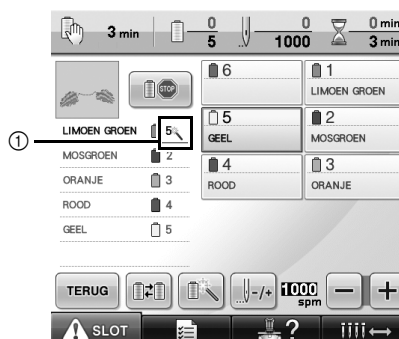 3 min 0 5 0 1000 0 min 3 min
6
1
LIMOEN GROEN
LIMOEN GROEN 5
5
GEEL
2
MOSGROEN
①
MOSGROEN 2
ORANJE 3
4
ROOD
3
ORANJE
ROOD 4
GEEL 5
TERUG -/+ 1000 spm − +
SLOT ?